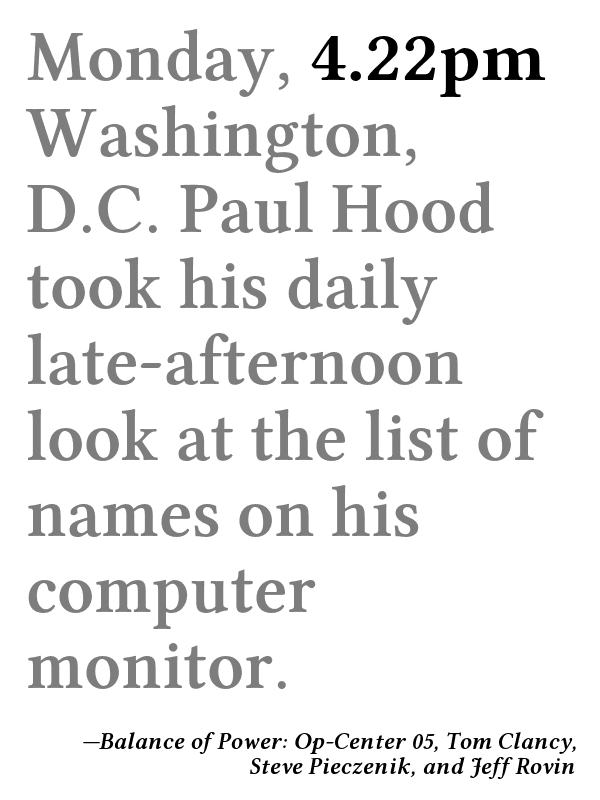 Monday, 4.22pm
Washington,
D.C. Paul Hood
took his daily
late-afternoon
look at the list of
names on his
computer
monitor.
—Balance of Power: Op-Center 05, Tom Clancy,
Steve Pieczenik, and Jeff Rovin